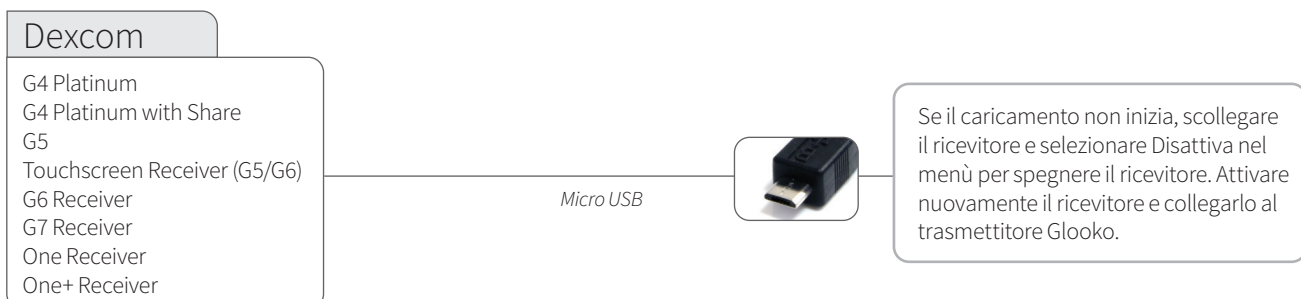 Dexcom
G4 Platinum
G4 Platinum with Share
G5
Touchscreen Receiver (G5/G6)
G6 Receiver
G7 Receiver
One Receiver
One+ Receiver
Micro USB
Se il caricamento non inizia, scollegare
il ricevitore e selezionare Disattiva nel
menù per spegnere il ricevitore. Attivare
nuovamente il ricevitore e collegarlo al
trasmettitore Glooko.